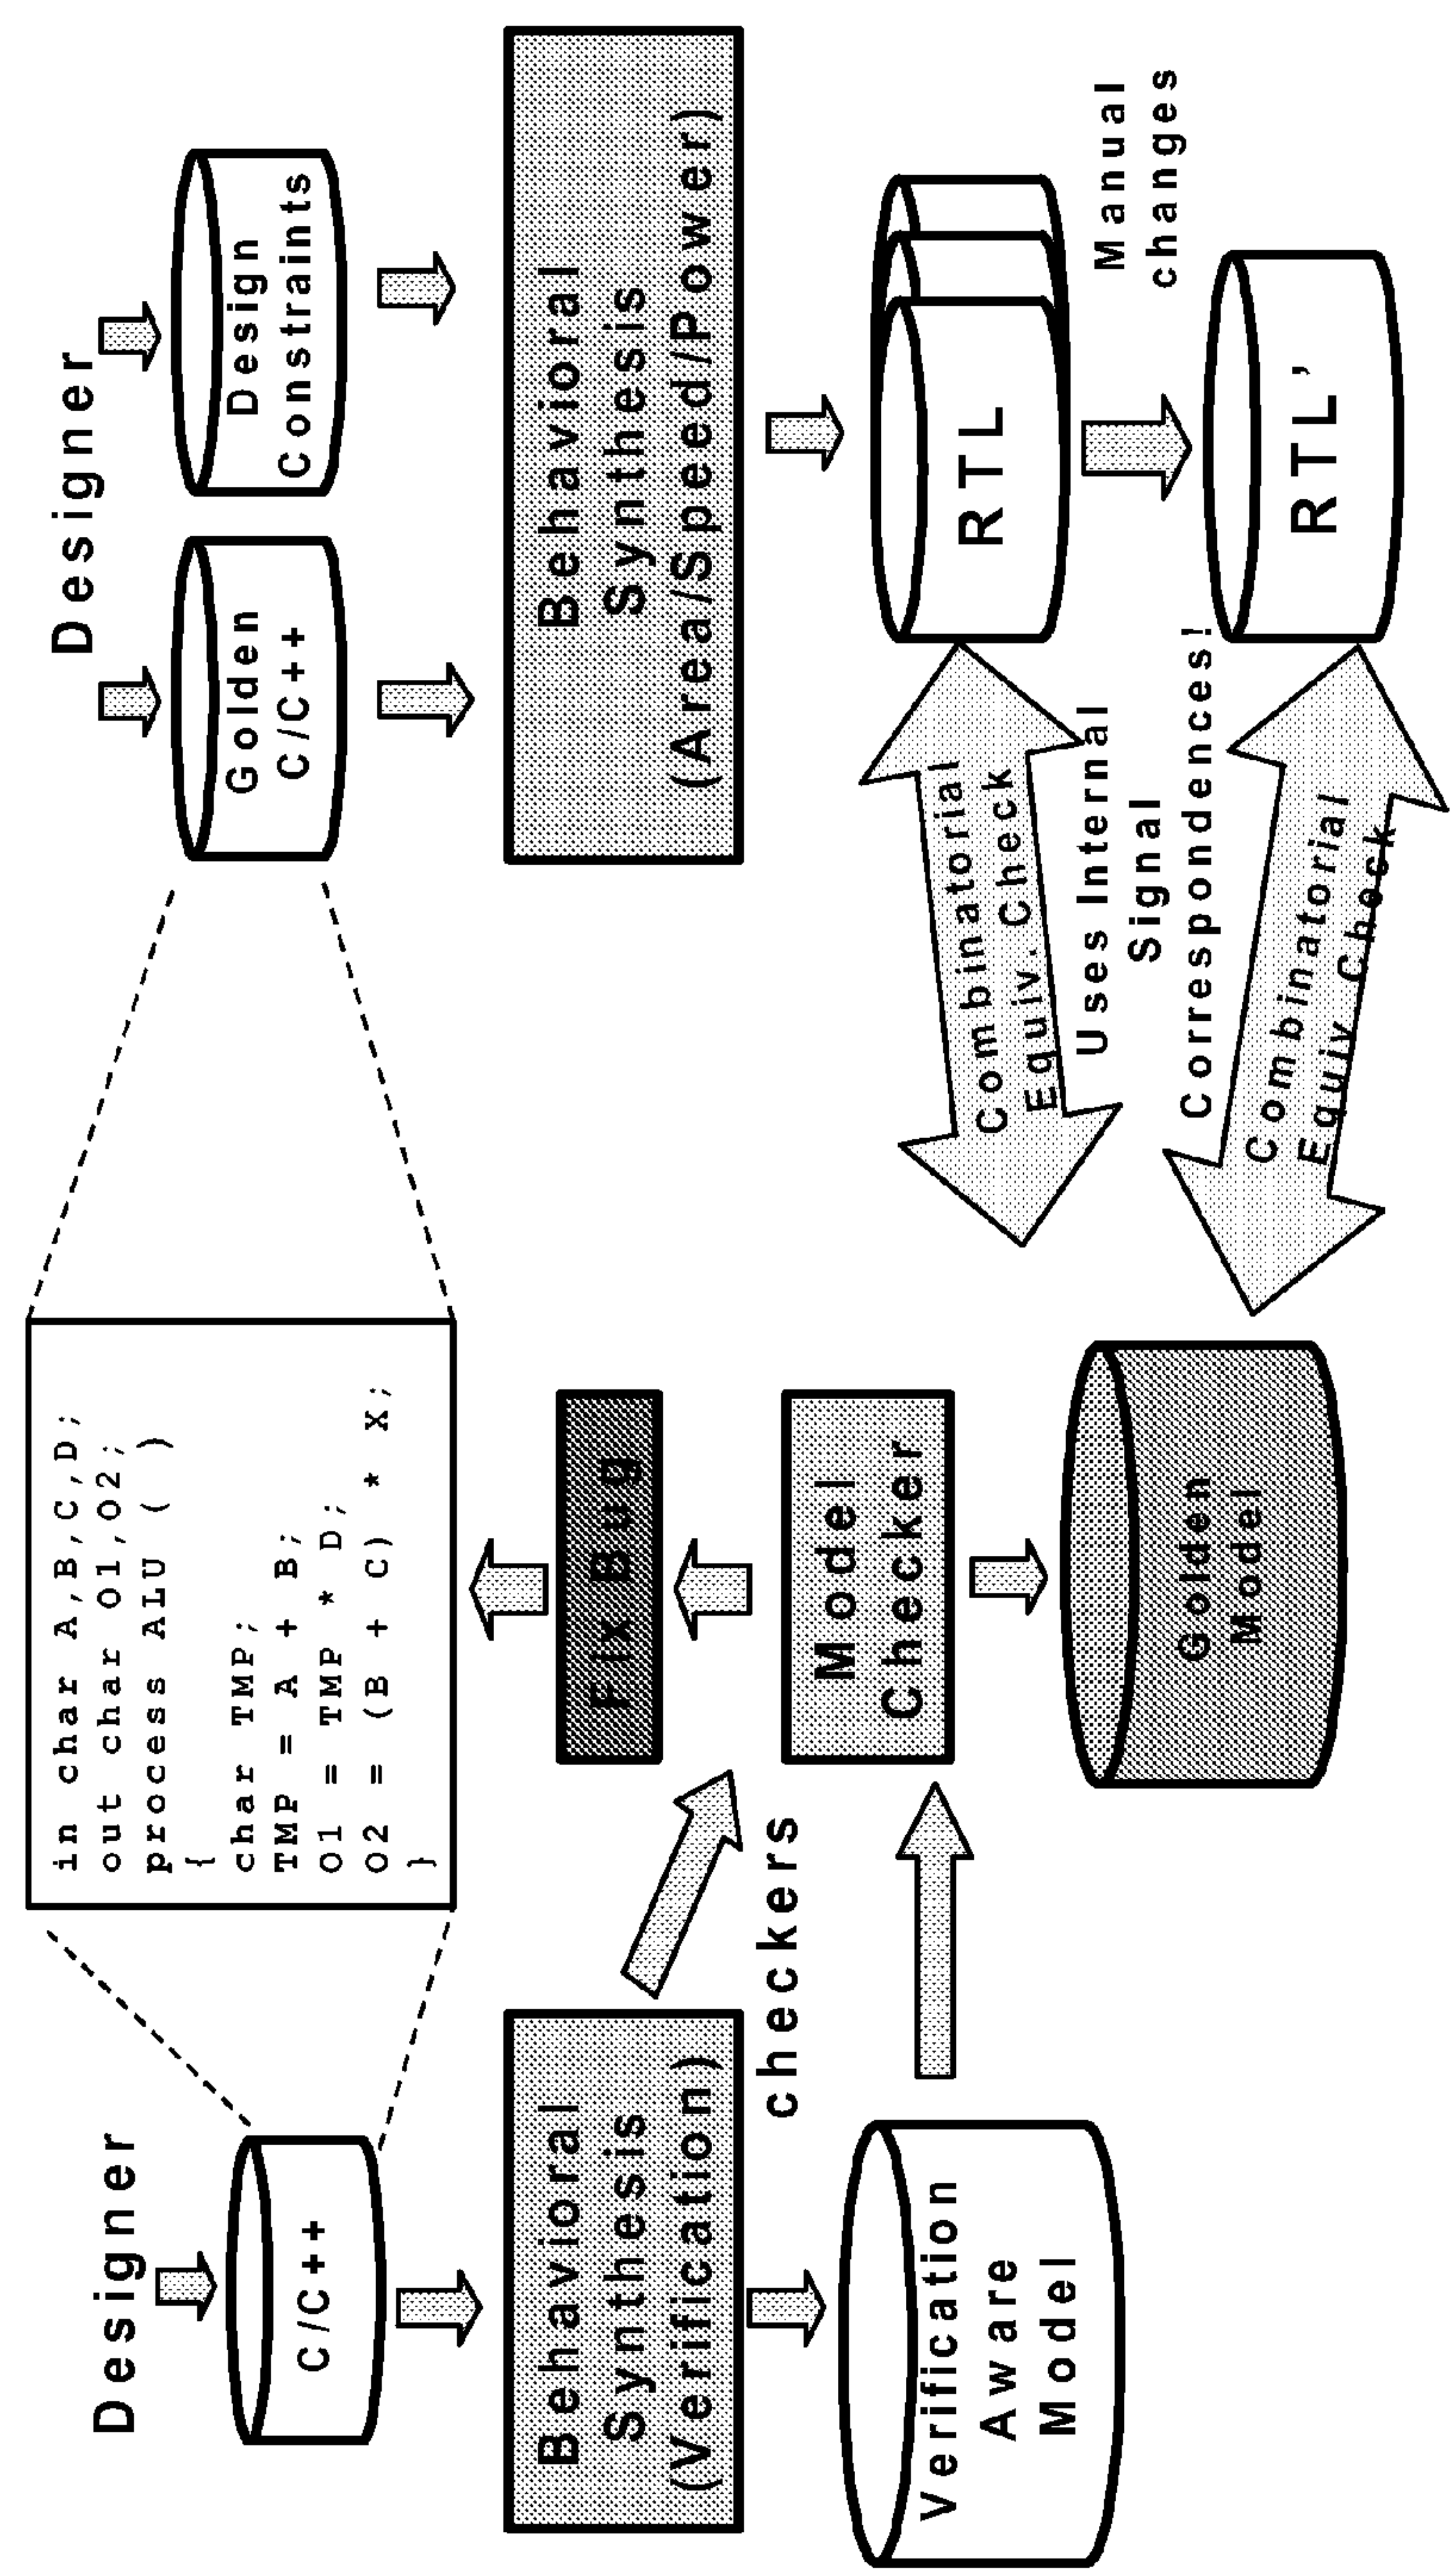 Designer
C/C++
Behavioral
Synthesis
(Verification)
Verification
Aware
Model
checkers
in char A,B,C,D;
out char O1,O2;
process ALU ( )
{
char TMP;
TMP = A + B;
O1 = TMP * D;
O2 = (B + C) * X;
}
Fix Bug
Model
Checker
Golden
Model
Designer
Golden
C/C++
Design
Constraints
Behavioral
Synthesis
(Area/Speed/Power)
RTL
Manual
changes
RTL’
Combinatorial
Equiv. Check
Uses Internal
Signal
Correspondences!
Combinatorial
Equiv Check